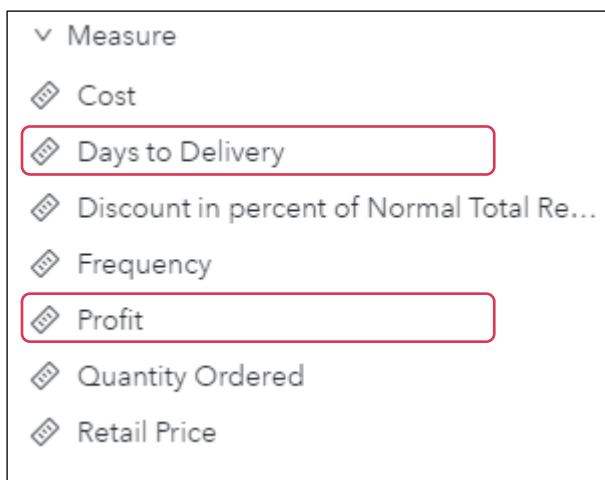 Measure
Cost
Days to Delivery
Discount in percent of Normal Total Re...
Frequency
Profit
Quantity Ordered
Retail Price